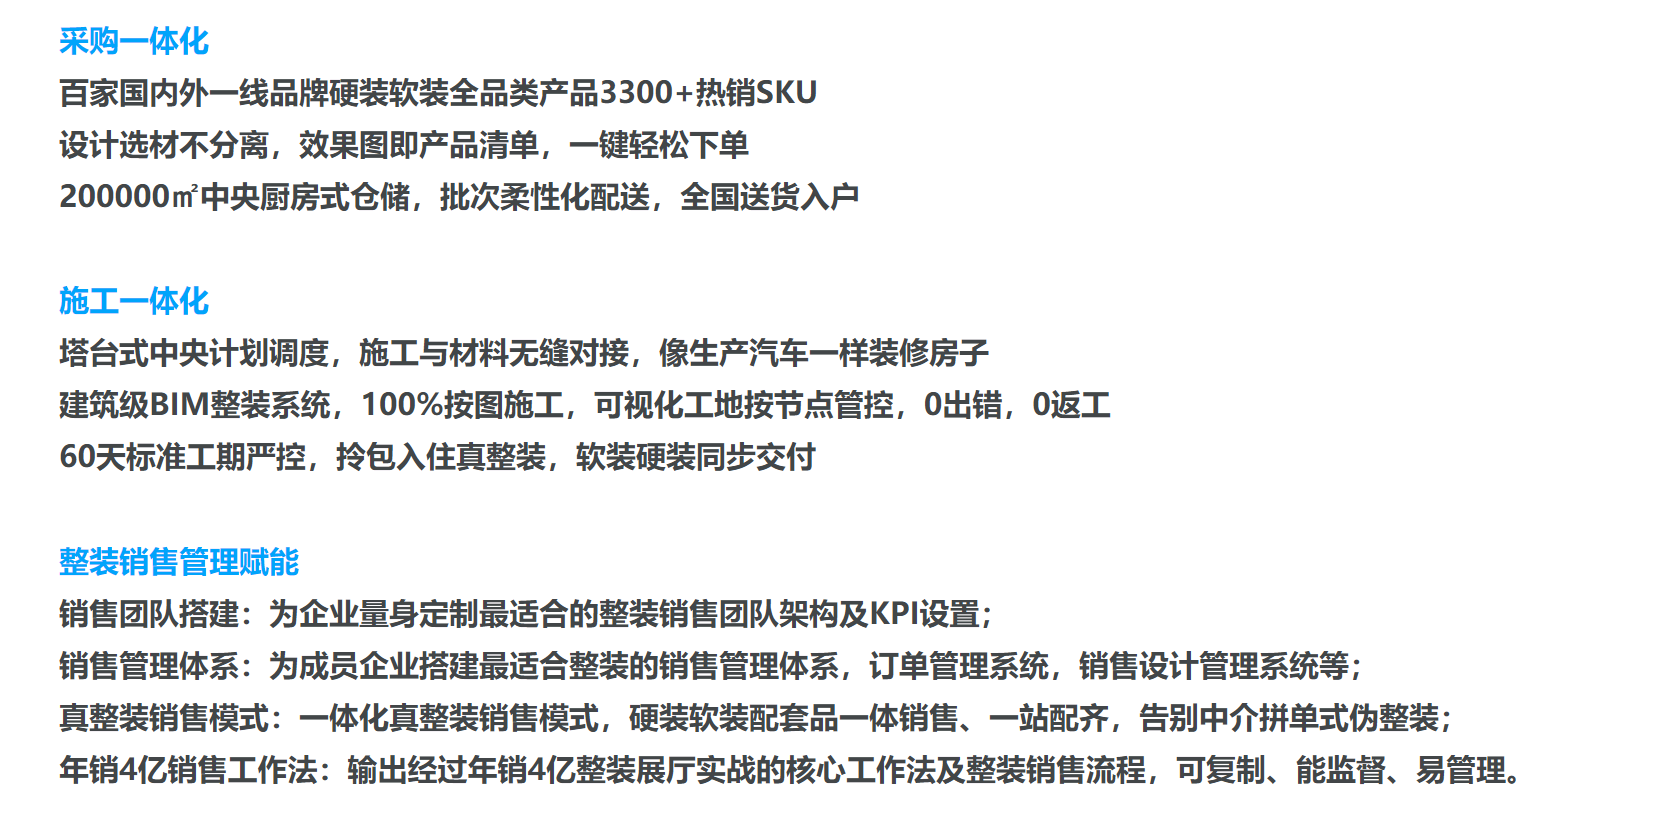 采购一体化
百家国内外一线品牌硬装软装全品类产品3300+热销SKU
设计选材不分离，效果图即产品清单，一键轻松下单
200000㎡中央厨房式仓储，批次柔性化配送，全国送货入户
施工一体化
塔台式中央计划调度，施工与材料无缝对接，像生产汽车一样装修房子
建筑级BIM整装系统，100%按图施工，可视化工地按节点管控，0出错，0返工
60天标准工期严控，拎包入住真整装，软装硬装同步交付
整装销售管理赋能
销售团队搭建：为企业量身定制最适合的整装销售团队架构及KPI设置；
销售管理体系：为成员企业搭建最适合整装的销售管理体系，订单管理系统，销售设计管理系统等；
真整装销售模式：一体化真整装销售模式，硬装软装配套品一体销售、一站配齐，告别中介拼单式伪整装；
年销4亿销售工作法：输出经过年销4亿整装展厅实战的核心工作法及整装销售流程，可复制、能监督、易管理。